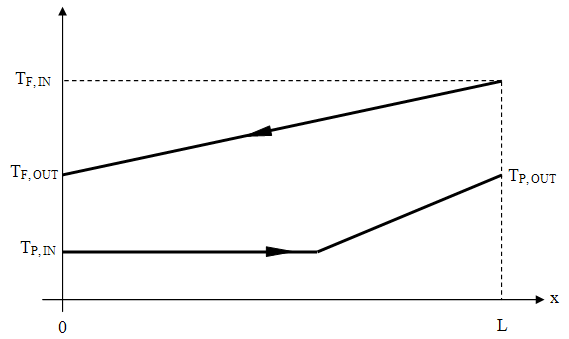 T_F, IN
T_F, OUT
T_P, OUT
T_P, IN
x
0
L